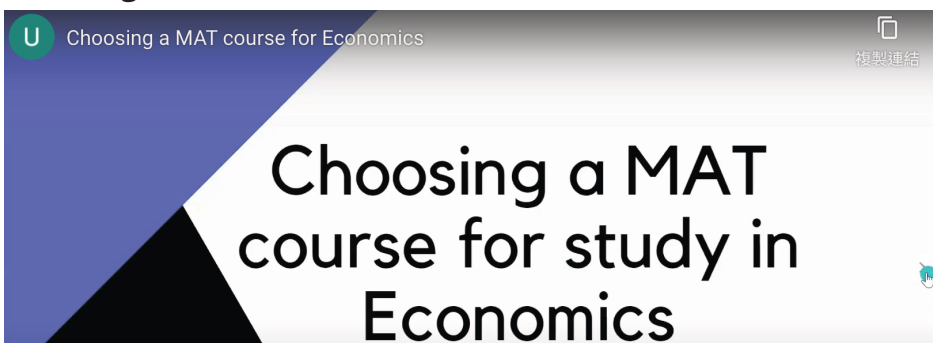 U Choosing a MAT course for Economics
複製連結
Choosing a MAT
course for study in
Economics